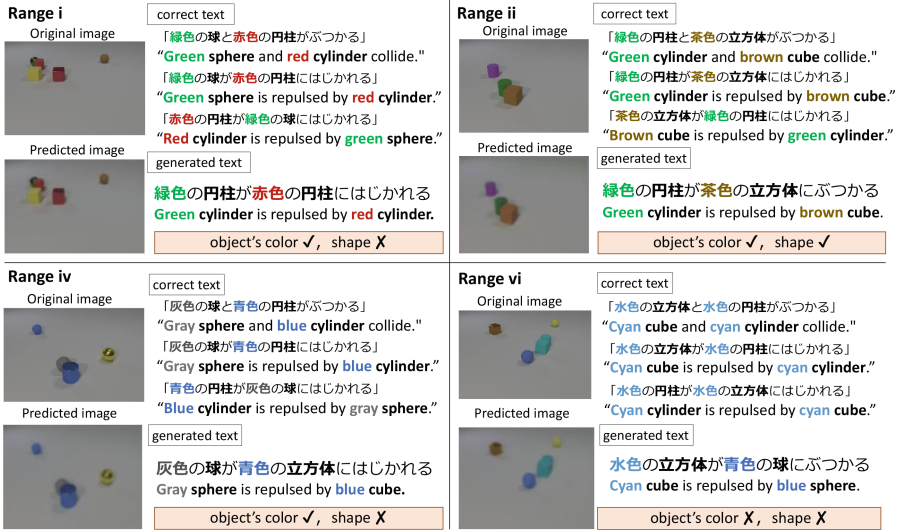 Range i
correct text
Original image
「緑色の球と赤色の円柱がぶつかる」
“Green sphere and red cylinder collide."
「緑色の球が赤色の円柱にはじかれる」
“Green sphere is repulsed by red cylinder.”
「赤色の円柱が緑色の球にはじかれる」
“Red cylinder is repulsed by green sphere.”
Predicted image
generated text
緑色の円柱が赤色の円柱にはじかれる
Green cylinder is repulsed by red cylinder.
object’s color ✓, shape ✗
Range ii
correct text
Original image
「緑色の円柱と茶色の立方体がぶつかる」
“Green cylinder and brown cube collide."
「緑色の円柱が茶色の立方体にはじかれる」
“Green cylinder is repulsed by brown cube.”
「茶色の立方体が緑色の円柱にはじかれる」
“Brown cube is repulsed by green cylinder.”
Predicted image
generated text
緑色の円柱が茶色の立方体にぶつかる
Green cylinder is repulsed by brown cube.
object’s color ✓, shape ✓
Range iv
correct text
Original image
「灰色の球と青色の円柱がぶつかる」
“Gray sphere and blue cylinder collide."
「灰色の球が青色の円柱にはじかれる」
“Gray sphere is repulsed by blue cylinder.”
「青色の円柱が灰色の球にはじかれる」
“Blue cylinder is repulsed by gray sphere.”
Predicted image
generated text
灰色の球が青色の立方体にはじかれる
Gray sphere is repulsed by blue cube.
object’s color ✓, shape ✗
Range vi
correct text
Original image
「水色の立方体と水色の円柱がぶつかる」
“Cyan cube and cyan cylinder collide."
「水色の立方体が水色の円柱にはじかれる」
“Cyan cube is repulsed by cyan cylinder.”
「水色の円柱が水色の立方体にはじかれる」
“Cyan cylinder is repulsed by cyan cube.”
Predicted image
generated text
水色の立方体が青色の球にぶつかる
Cyan cube is repulsed by blue sphere.
object’s color ✗, shape ✗